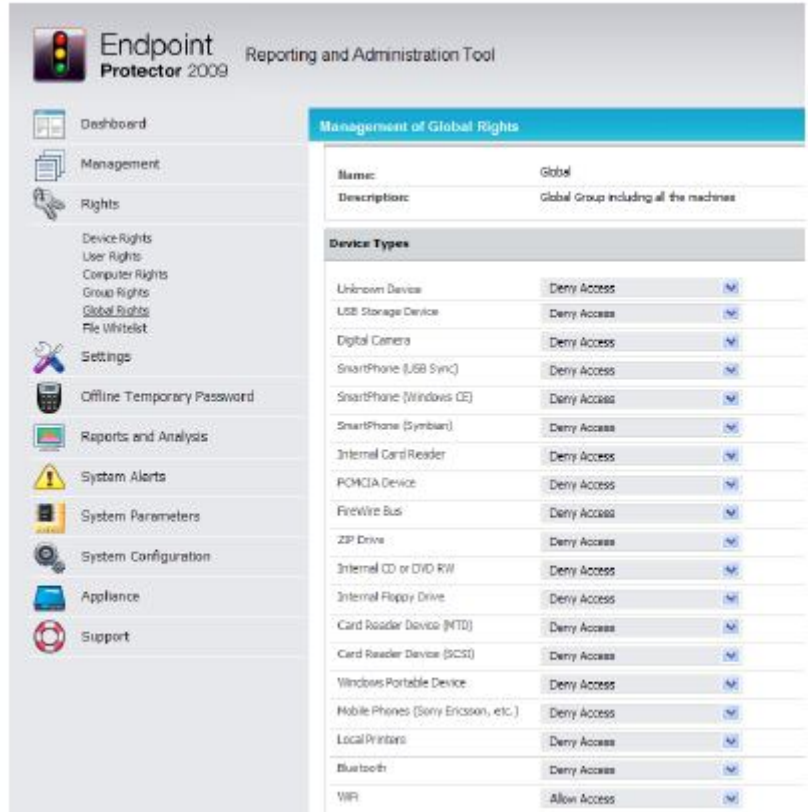 Endpoint
Protector 2009
Reporting and Administration Tool
Dashboard
Management
Rights
Device Rights
User Rights
Computer Rights
Group Rights
Global Rights
File Whitelist
Settings
Offline Temporary Password
Reports and Analysis
System Alerts
System Parameters
System Configuration
Appliance
Support
Management of Global Rights
Name: Global
Description: Global Group including all the machines
Device Types
Unknown Device Deny Access
USB Storage Device Deny Access
Digital Camera Deny Access
SmartPhone (USB Sync) Deny Access
SmartPhone (Windows CE) Deny Access
SmartPhone (Symbian) Deny Access
Internal Card Reader Deny Access
PCMCIA Device Deny Access
FireWire Bus Deny Access
ZIP Drive Deny Access
Internal CD or DVD RW Deny Access
Internal Floppy Drive Deny Access
Card Reader Device (MTD) Deny Access
Card Reader Device (SCSI) Deny Access
Windows Portable Device Deny Access
Mobile Phones (Sony Ericsson, etc.) Deny Access
Local Printers Deny Access
Bluetooth Deny Access
WiFi Allow Access